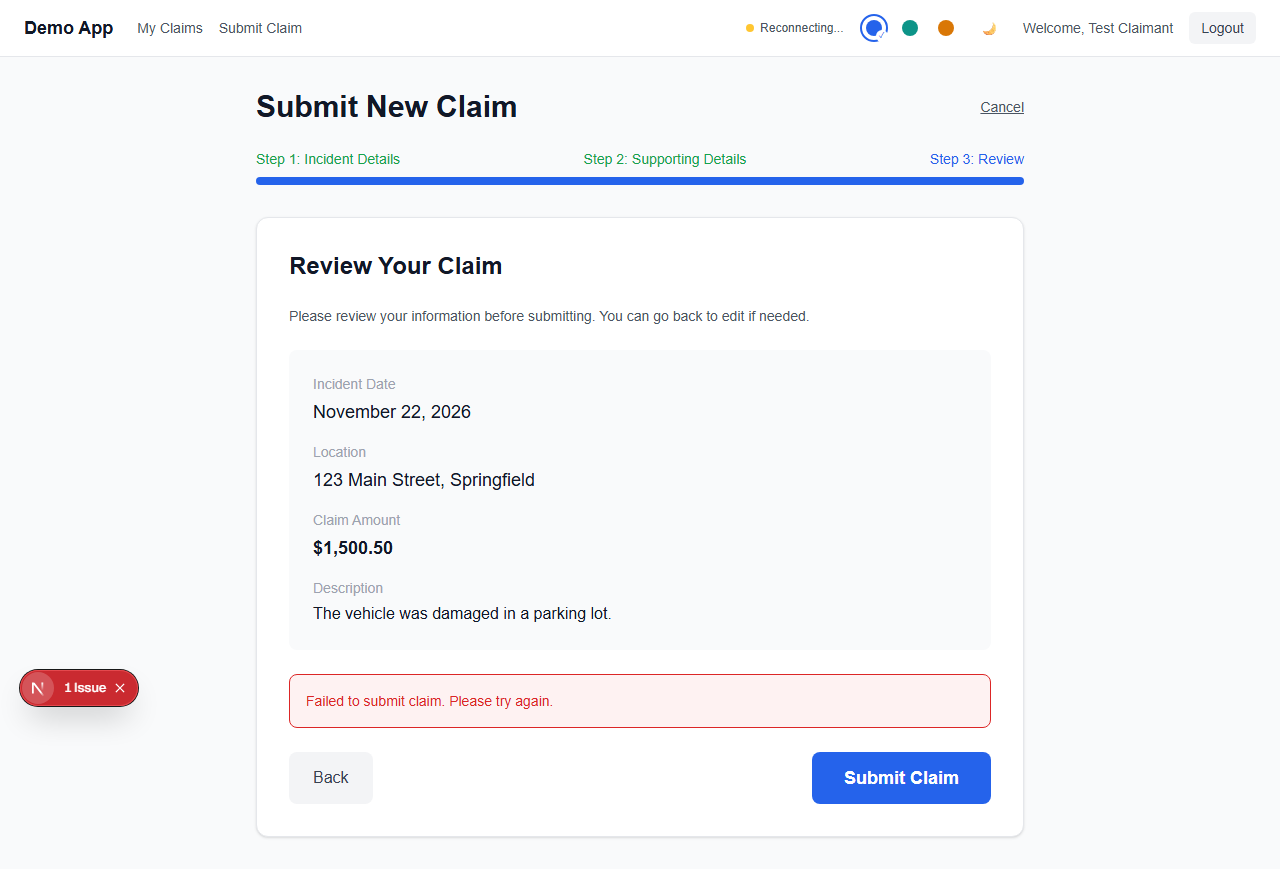 Demo App My Claims Submit Claim Reconnecting... Welcome, Test Claimant Logout
Submit New Claim Cancel
Step 1: Incident Details Step 2: Supporting Details Step 3: Review
Review Your Claim
Please review your information before submitting. You can go back to edit if needed.
Incident Date
November 22, 2026
Location
123 Main Street, Springfield
Claim Amount
$1,500.50
Description
The vehicle was damaged in a parking lot.
N 1 Issue
Failed to submit claim. Please try again.
Back Submit Claim